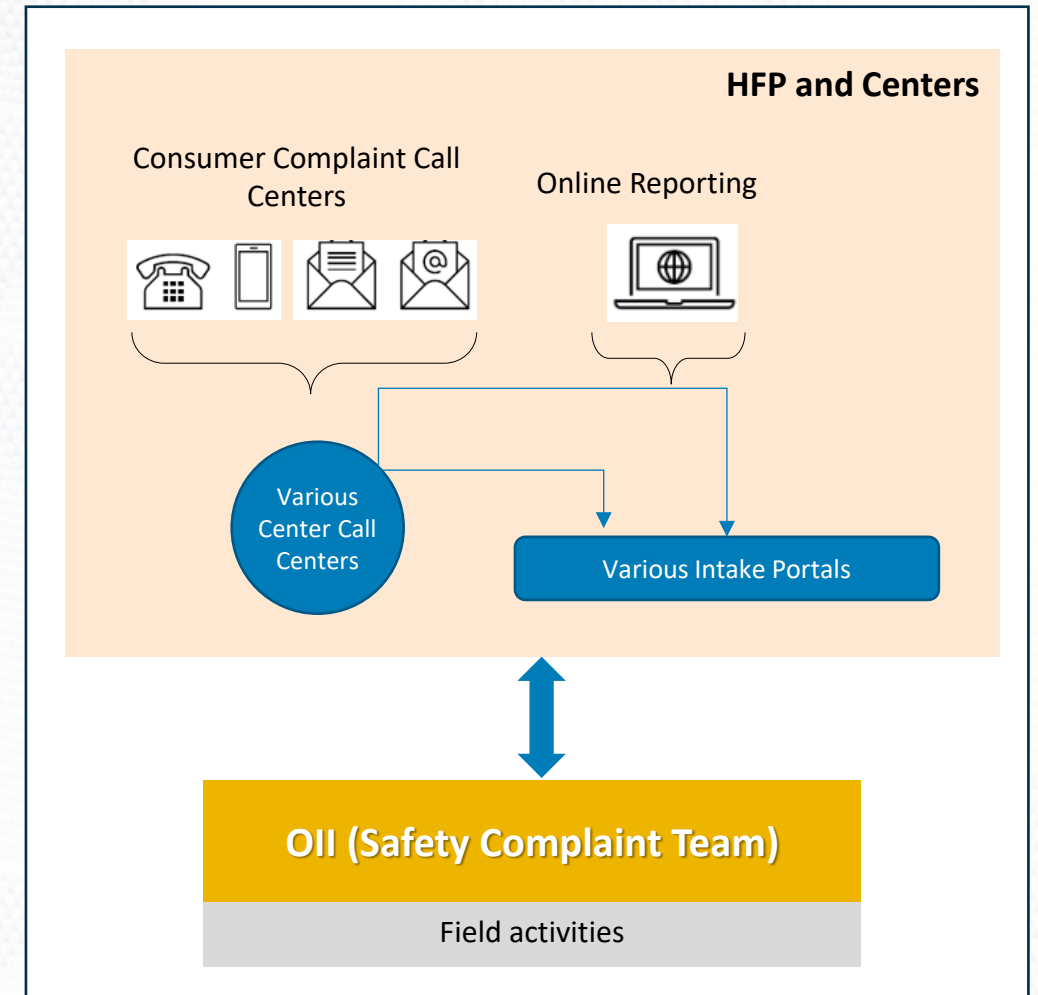 HFP and Centers
Consumer Complaint Call
Centers
Online Reporting
@
Various
Center Call
Centers
Various Intake Portals
OII (Safety Complaint Team)
Field activities